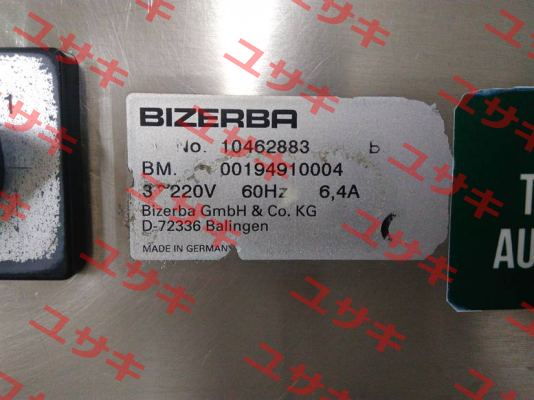 BIZERBA
No. 10462883 b
BM. 00194910004
3~220V 60Hz 6,4A
Bizerba GmbH & Co. KG
D-72336 Balingen
MADE IN GERMANY
1
T
AU
ユサキ
ユサキ
ユサキ
ユサキ
ユサキ
ユサキ
ユサキ
ユサキ
ユサキ
ユサキ
ユサキ
ユサキ